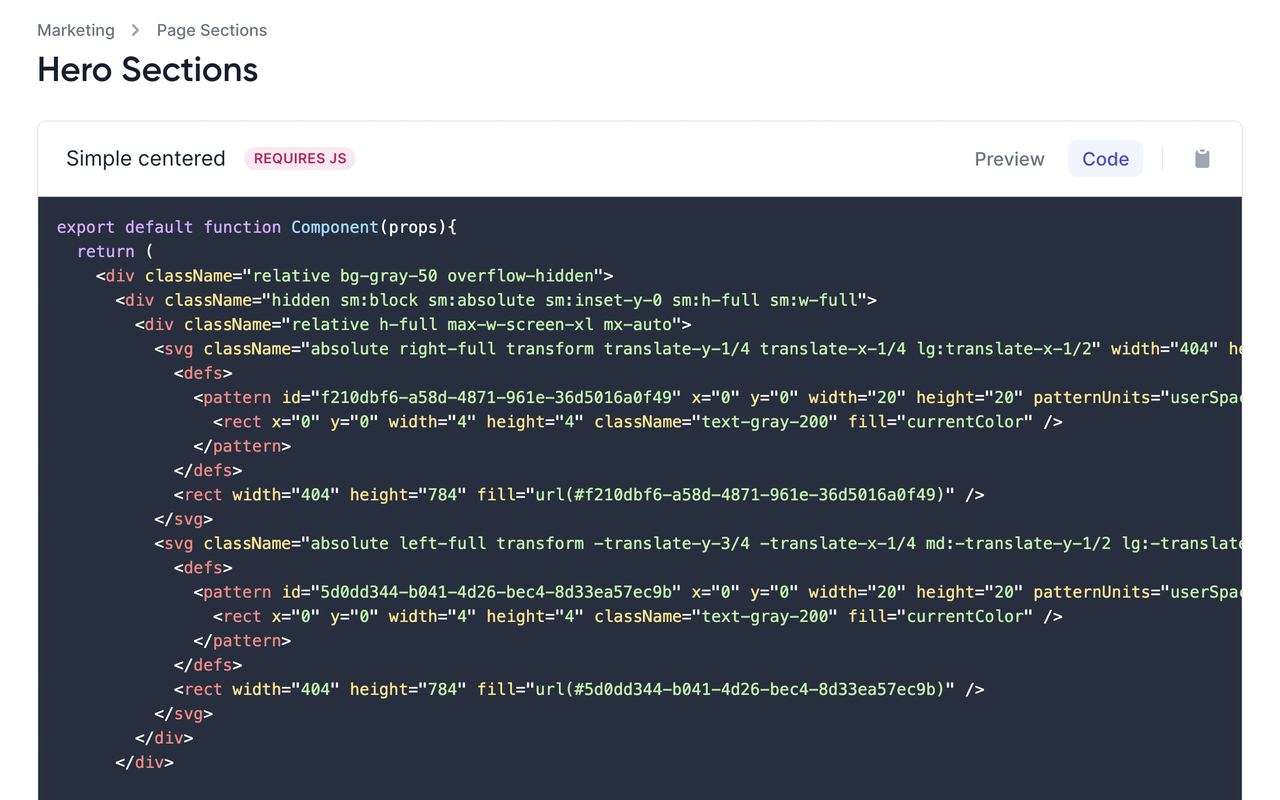 Marketing > Page Sections
Hero Sections
Simple centered REQUIRES JS Preview Code
export default function Component(props){
  return (
    <div className="relative bg-gray-50 overflow-hidden">
      <div className="hidden sm:block sm:absolute sm:inset-y-0 sm:h-full sm:w-full">
        <div className="relative h-full max-w-screen-xl mx-auto">
          <svg className="absolute right-full transform translate-y-1/4 translate-x-1/4 lg:translate-x-1/2" width="404" he
            <defs>
              <pattern id="f210dbf6-a58d-4871-961e-36d5016a0f49" x="0" y="0" width="20" height="20" patternUnits="userSpac
                <rect x="0" y="0" width="4" height="4" className="text-gray-200" fill="currentColor" />
              </pattern>
            </defs>
            <rect width="404" height="784" fill="url(#f210dbf6-a58d-4871-961e-36d5016a0f49)" />
          </svg>
          <svg className="absolute left-full transform -translate-y-3/4 -translate-x-1/4 md:-translate-y-1/2 lg:-translate
            <defs>
              <pattern id="5d0dd344-b041-4d26-bec4-8d33ea57ec9b" x="0" y="0" width="20" height="20" patternUnits="userSpac
                <rect x="0" y="0" width="4" height="4" className="text-gray-200" fill="currentColor" />
              </pattern>
            </defs>
            <rect width="404" height="784" fill="url(#5d0dd344-b041-4d26-bec4-8d33ea57ec9b)" />
          </svg>
        </div>
      </div>